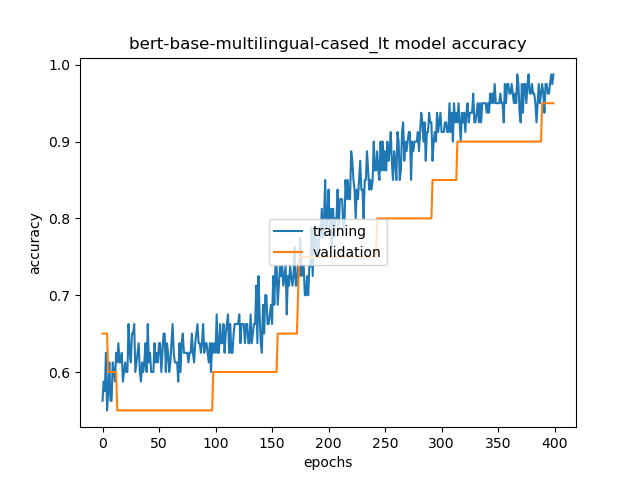 bert-base-multilingual-cased_lt model accuracy
1.0
0.9
0.8
0.7
0.6
accuracy
training
validation
0 50 100 150 200 250 300 350 400
epochs